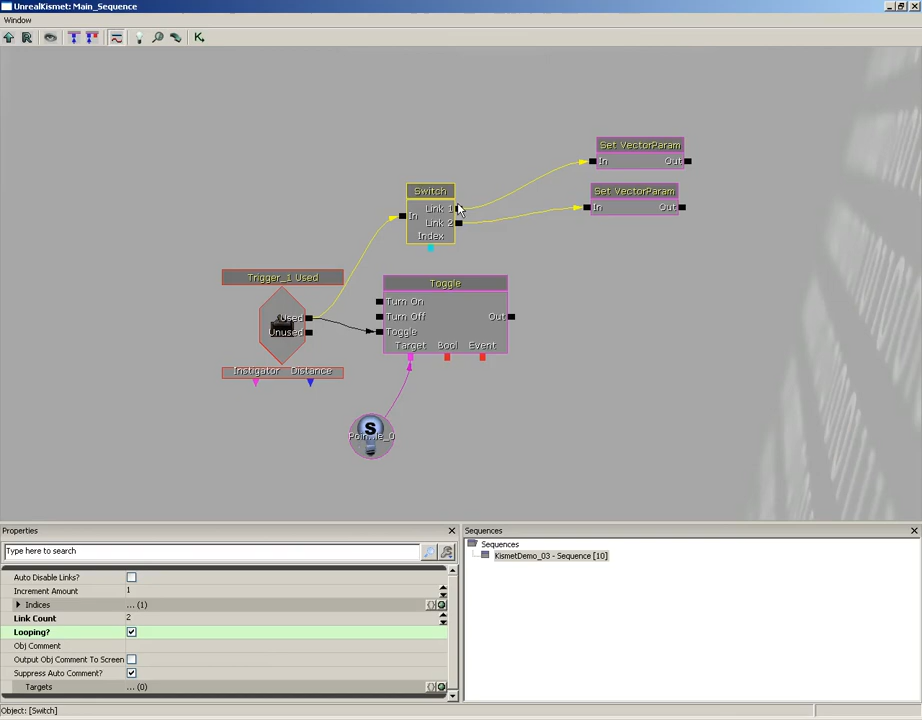 UnrealKismet: Main_Sequence
Window
Set VectorParam
In Out
Set VectorParam
In Out
Switch
Link 1
In
Link 2
Index
Trigger_1 Used
Used
Unused
Instigator Distance
Toggle
Turn On
Turn Off Out
Toggle
Target Bool Event
S
Properties
Type here to search
Auto Disable Links?
Increment Amount 1
Indices ... (1)
Link Count 2
Looping?
Obj Comment
Output Obj Comment To Screen
Suppress Auto Comment?
Targets ... (0)
Sequences
Sequences
KismetDemo_03 - Sequence [10]
Object: [Switch]